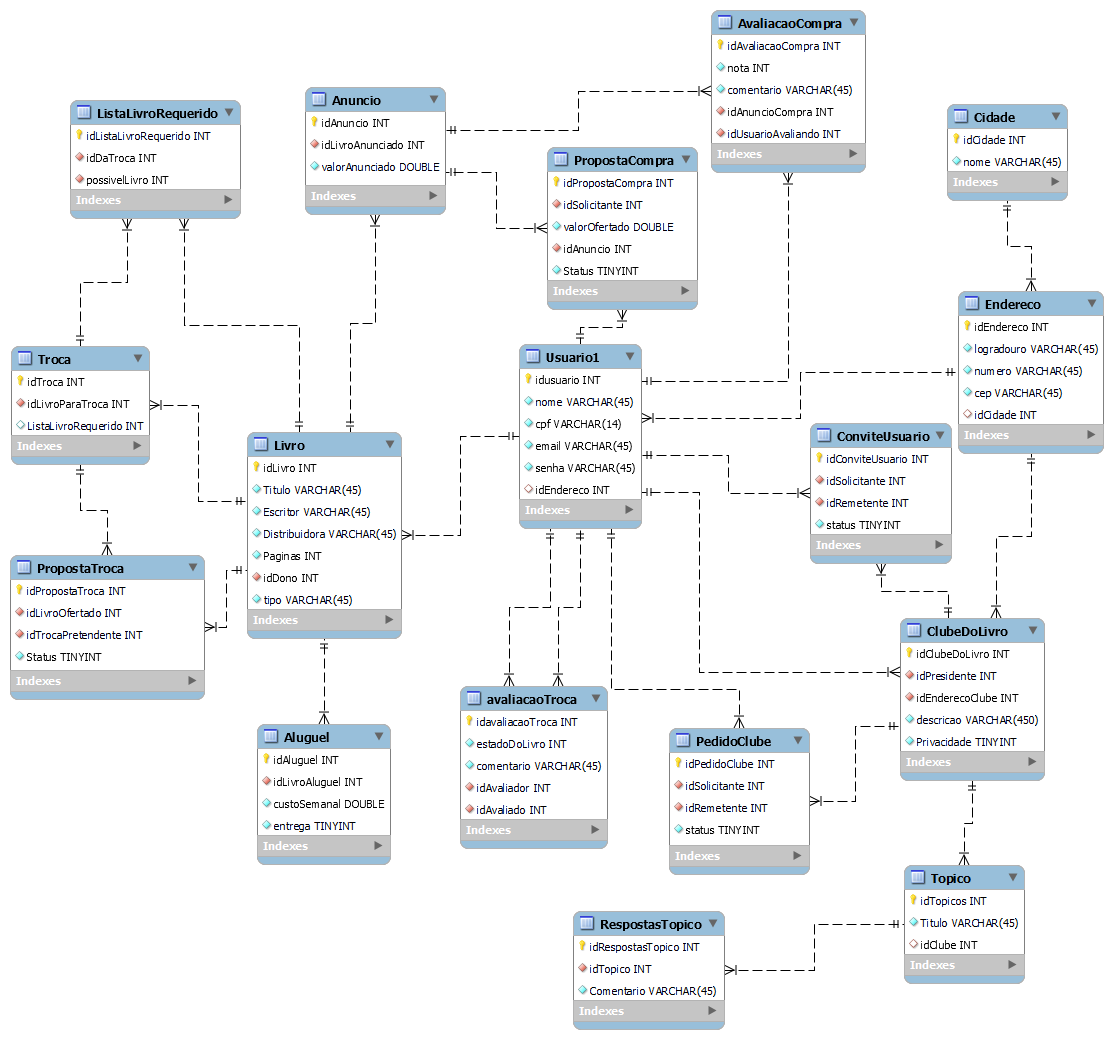 AvaliacaoCompra
idAvaliacaoCompra INT
nota INT
comentario VARCHAR(45)
idAnuncioCompra INT
idUsuarioAvaliando INT
Indexes
Anuncio
idAnuncio INT
idLivroAnunciado INT
valorAnunciado DOUBLE
Indexes
ListaLivroRequerido
idListaLivroRequerido INT
idDaTroca INT
possivelLivro INT
Indexes
Cidade
idCidade INT
nome VARCHAR(45)
Indexes
PropostaCompra
idPropostaCompra INT
idSolicitante INT
valorOfertado DOUBLE
idAnuncio INT
Status TINYINT
Indexes
Endereco
idEndereco INT
logradouro VARCHAR(45)
numero VARCHAR(45)
cep VARCHAR(45)
idCidade INT
Indexes
Troca
idTroca INT
idLivroParaTroca INT
ListaLivroRequerido INT
Indexes
Usuario1
idusuario INT
nome VARCHAR(45)
cpf VARCHAR(14)
email VARCHAR(45)
senha VARCHAR(45)
idEndereco INT
Indexes
Livro
idLivro INT
Titulo VARCHAR(45)
Escritor VARCHAR(45)
Distribuidora VARCHAR(45)
Paginas INT
idDono INT
tipo VARCHAR(45)
Indexes
ConviteUsuario
idConviteUsuario INT
idSolicitante INT
idRemetente INT
status TINYINT
Indexes
PropostaTroca
idPropostaTroca INT
idLivroOfertado INT
idTrocaPretendente INT
Status TINYINT
Indexes
ClubeDoLivro
idClubeDoLivro INT
idPresidente INT
idEnderecoClube INT
descricao VARCHAR(450)
Privacidade TINYINT
Indexes
avaliacaoTroca
idavaliacaoTroca INT
estadoDoLivro INT
comentario VARCHAR(45)
idAvaliador INT
idAvaliado INT
Indexes
Aluguel
idAluguel INT
idLivroAluguel INT
custoSemanal DOUBLE
entrega TINYINT
Indexes
PedidoClube
idPedidoClube INT
idSolicitante INT
idRemetente INT
status TINYINT
Indexes
Topico
idTopicos INT
Titulo VARCHAR(45)
idClube INT
Indexes
RespostasTopico
idRespostasTopico INT
idTopico INT
Comentario VARCHAR(45)
Indexes